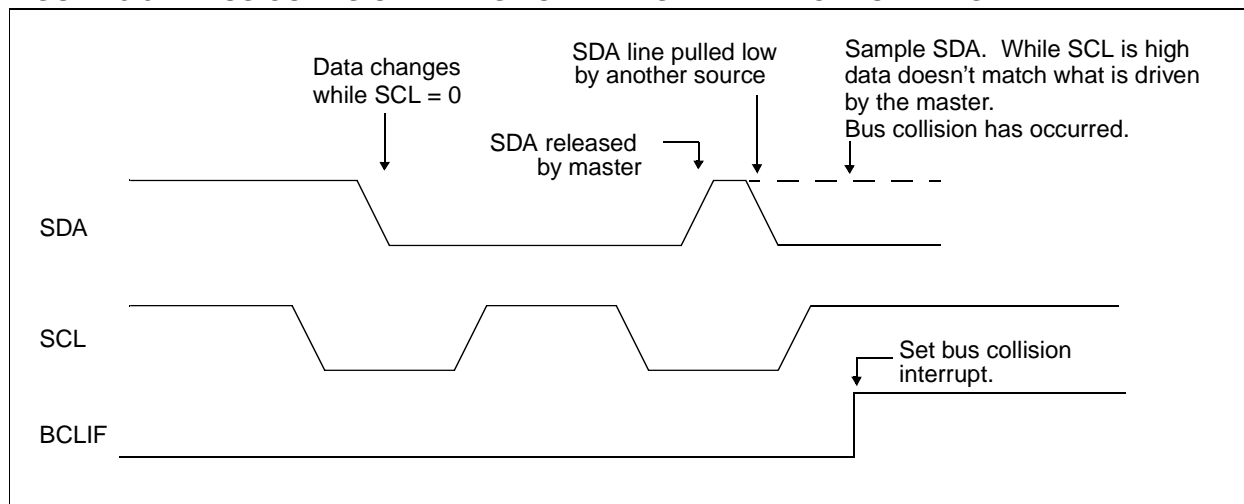 Data changes
while SCL = 0
SDA line pulled low
by another source
Sample SDA. While SCL is high
data doesn't match what is driven
by the master.
Bus collision has occurred.
SDA released
by master
SDA
SCL
Set bus collision
interrupt.
BCLIF